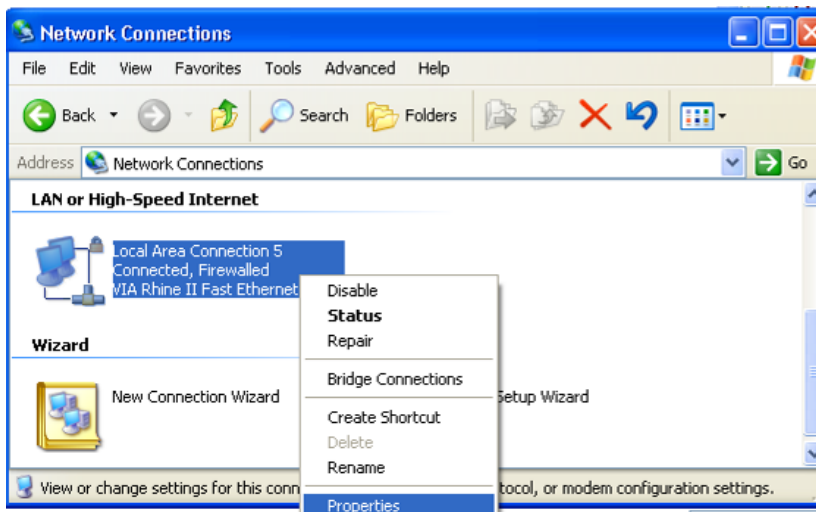 Network Connections
File Edit View Favorites Tools Advanced Help
Back Search Folders
Address Network Connections Go
LAN or High-Speed Internet
Local Area Connection 5
Connected, Firewalled
VIA Rhine II Fast Ethernet
Disable
Status
Repair
Bridge Connections
Create Shortcut
Delete
Rename
Properties
Wizard
New Connection Wizard
Setup Wizard
View or change settings for this conn
tocol, or modem configuration settings.